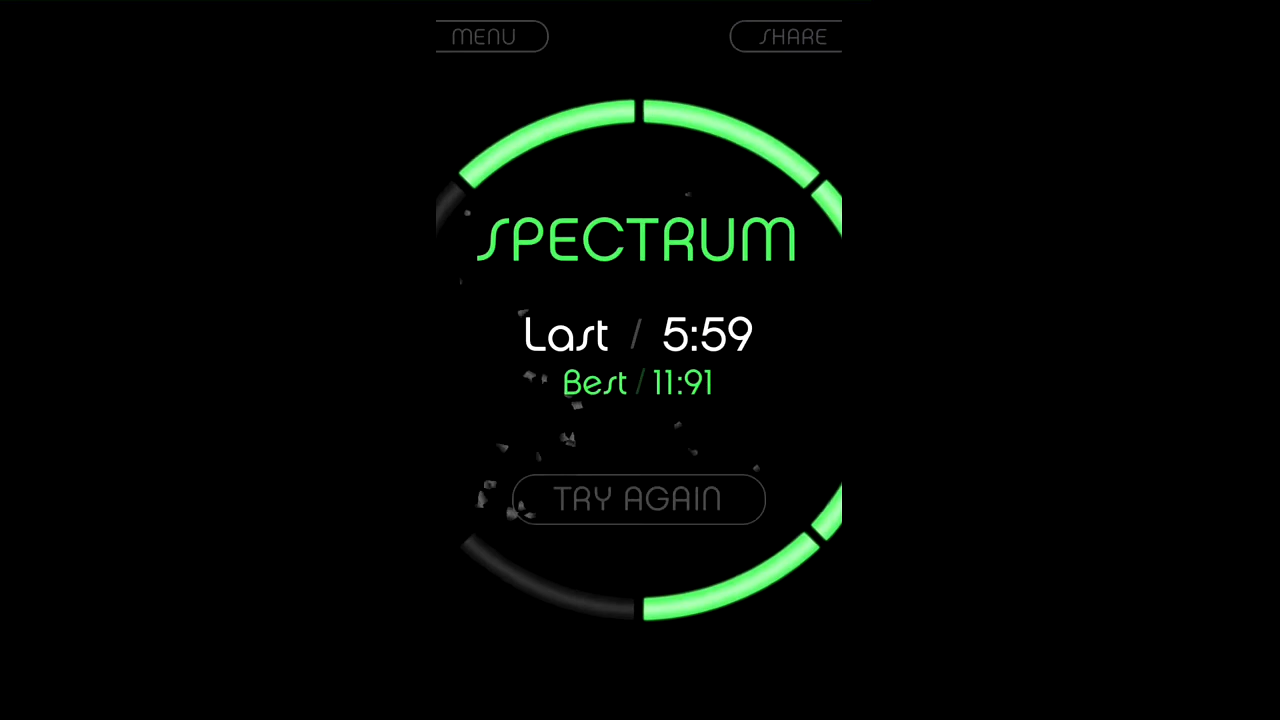 MENU
SHARE
SPECTRUM
Last / 5:59
Best / 11:91
TRY AGAIN